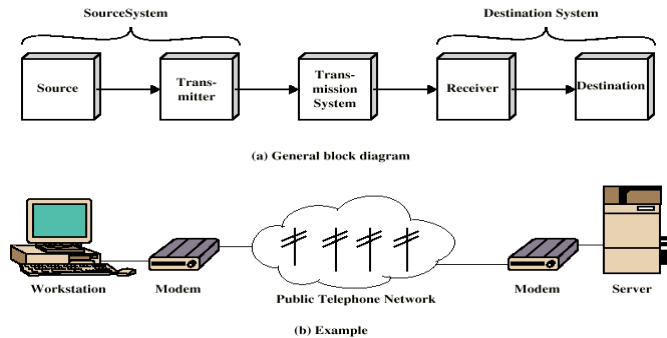 SourceSystem
Destination System
Source
Trans-
mitter
Trans-
mission
System
Receiver
Destination
(a) General block diagram
Workstation
Modem
Public Telephone Network
Modem
Server
(b) Example